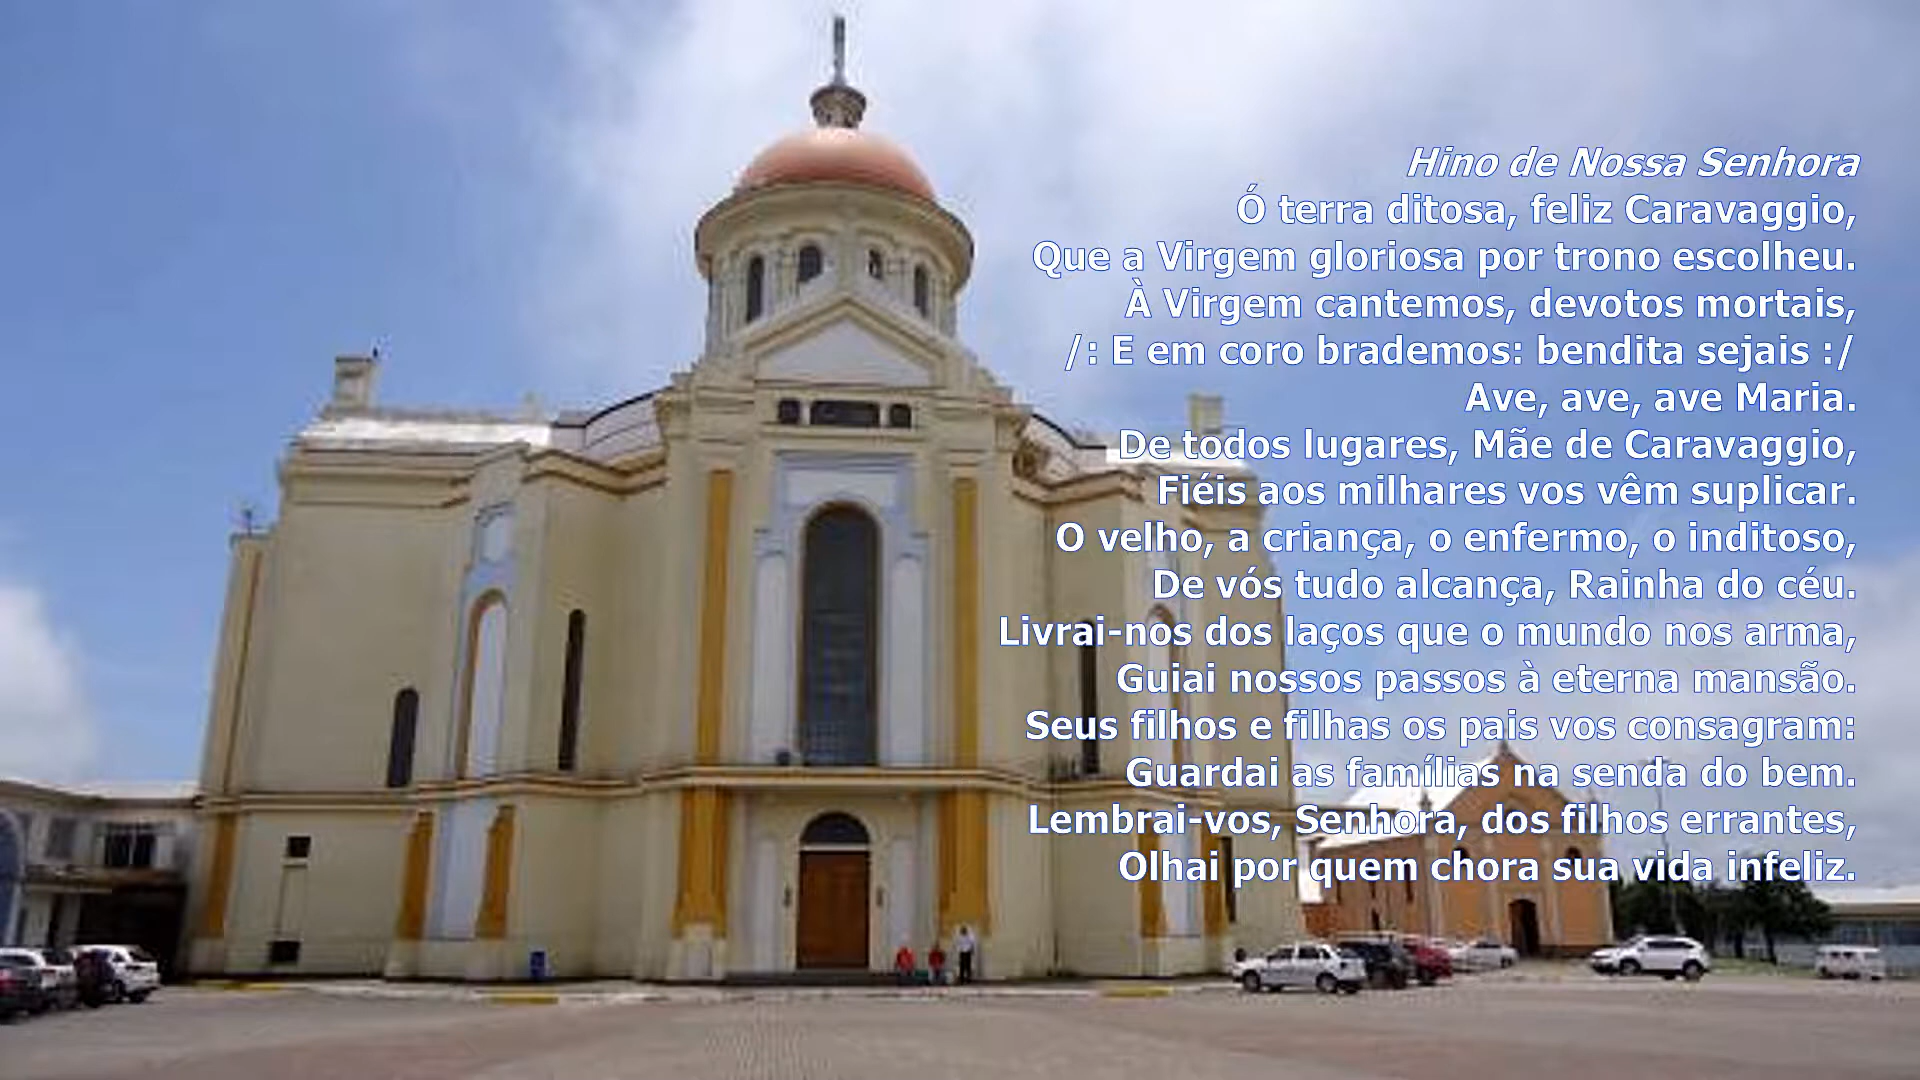 Hino de Nossa Senhora
Ó terra ditosa, feliz Caravaggio,
Que a Virgem gloriosa por trono escolheu.
À Virgem cantemos, devotos mortais,
/: E em coro brademos: bendita sejais :/
Ave, ave, ave Maria.
De todos lugares, Mãe de Caravaggio,
Fiéis aos milhares vos vêm suplicar.
O velho, a criança, o enfermo, o inditoso,
De vós tudo alcança, Rainha do céu.
Livrai-nos dos laços que o mundo nos arma,
Guiai nossos passos à eterna mansão.
Seus filhos e filhas os pais vos consagram:
Guardai as famílias na senda do bem.
Lembrai-vos, Senhora, dos filhos errantes,
Olhai por quem chora sua vida infeliz.